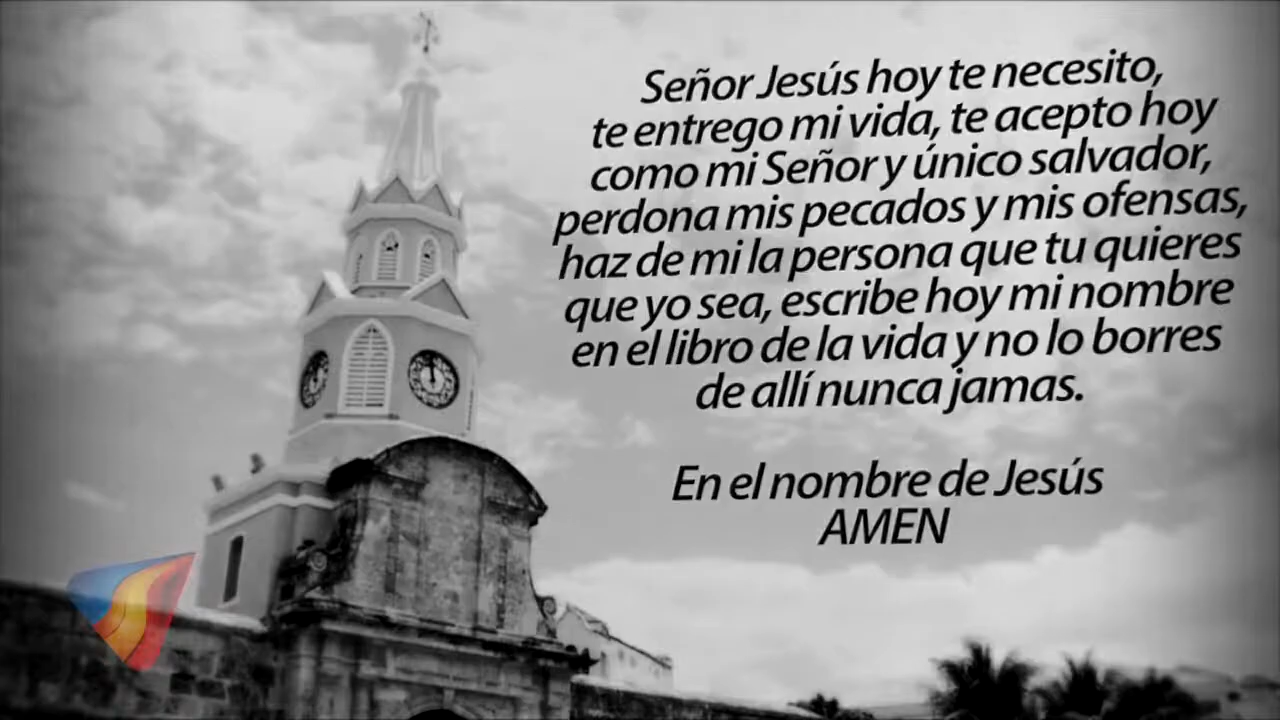 Señor Jesús hoy te necesito,
te entrego mi vida, te acepto hoy
como mi Señor y único salvador,
perdona mis pecados y mis ofensas,
haz de mi la persona que tu quieres
que yo sea, escribe hoy mi nombre
en el libro de la vida y no lo borres
de allí nunca jamas.
En el nombre de Jesús
AMEN